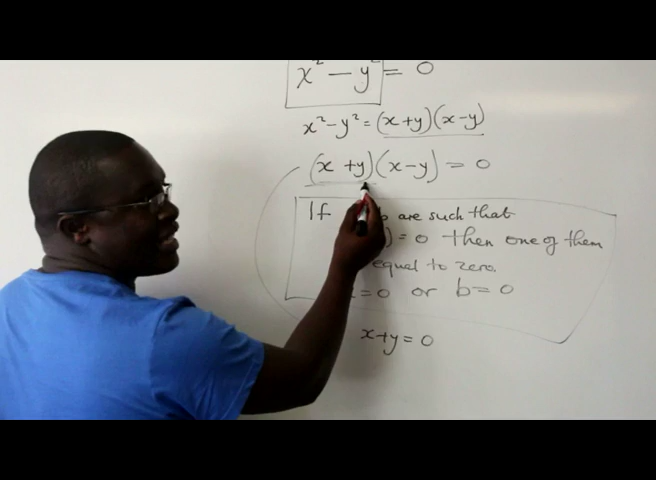 x² - y² = 0
x² - y² = (x + y)(x - y)
(x + y)(x - y) = 0
If b are such that
) = 0 then one of them
equal to zero.
= 0 or b = 0
x + y = 0